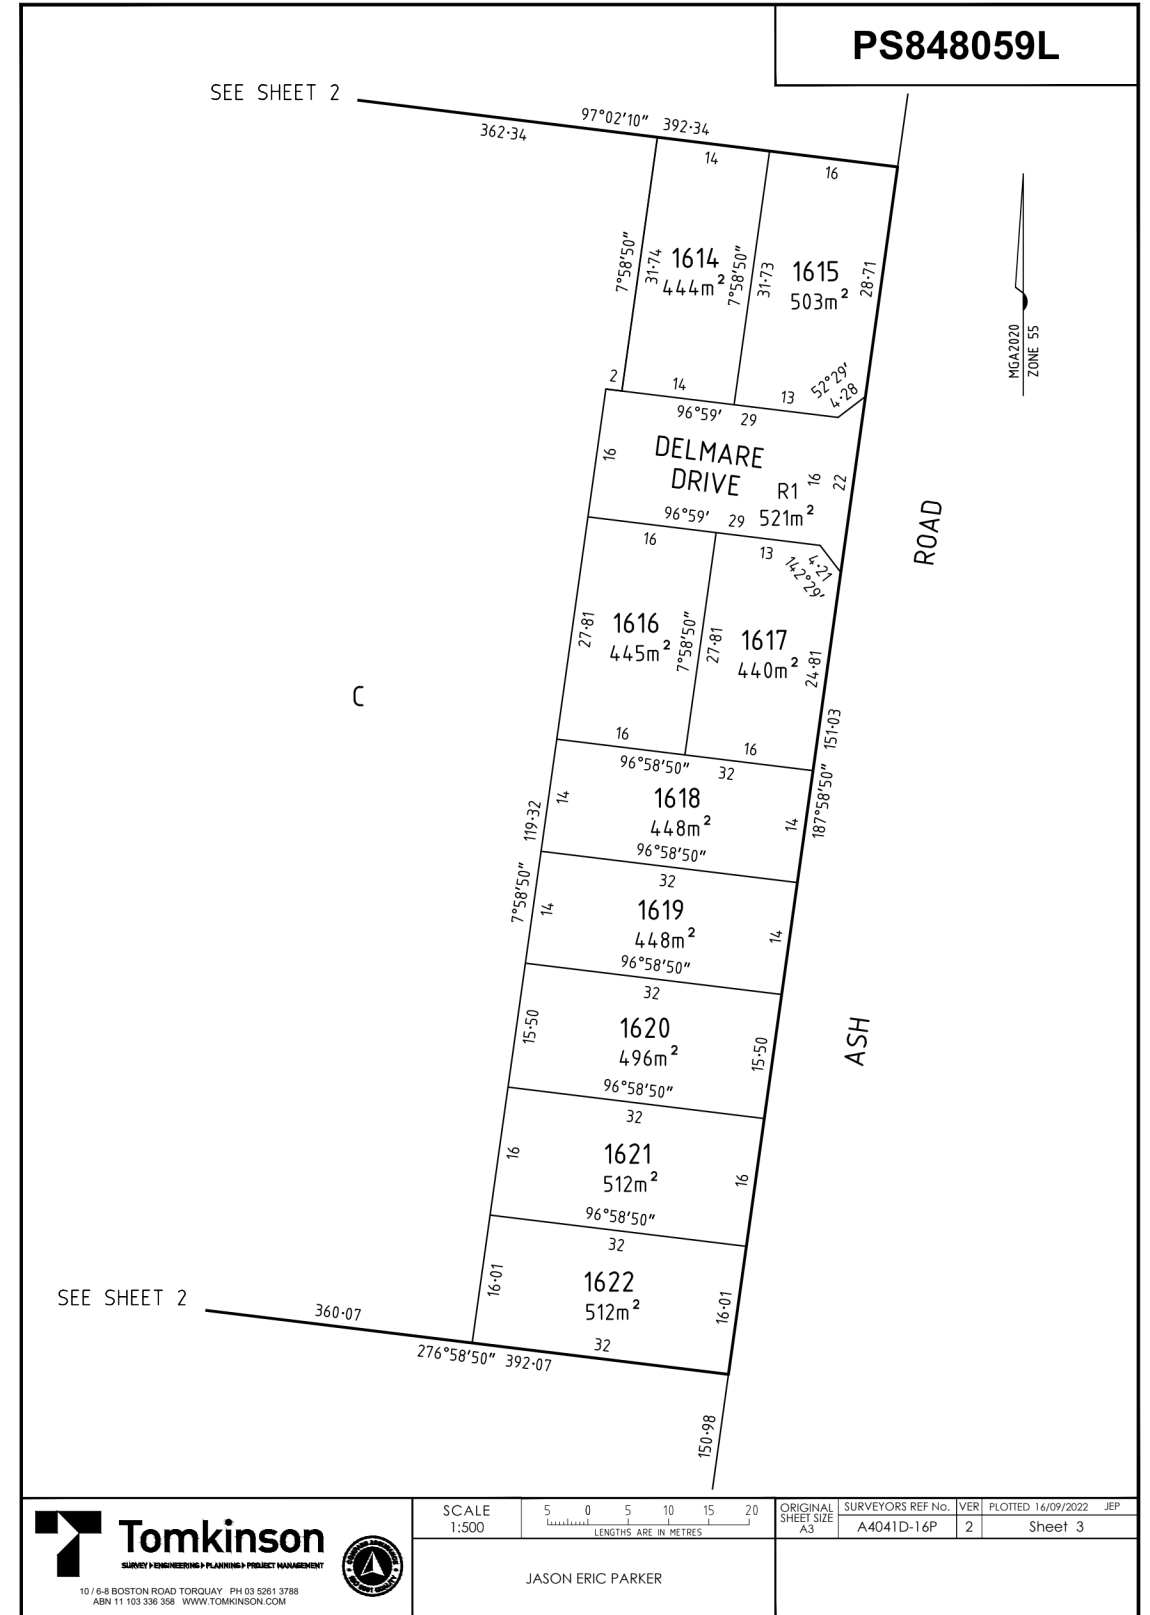 PS848059L
SEE SHEET 2
97°02'10" 392·34
362·34
14
16
7°58'50"
31·74
1614
444m²
7°58'50"
31·73
1615
503m²
28·71
MGA2020
ZONE 55
2
14
13
52°29'
4·28
96°59' 29
DELMARE
DRIVE
16
R1
521m²
16
22
ROAD
96°59' 29
16
13
4·21
142°29'
27·81
1616
445m²
7°58'50"
27·81
1617
440m²
24·81
C
16
16
187°58'50" 151·03
96°58'50" 32
14
1618
448m²
14
7°58'50" 119·32
96°58'50"
32
14
1619
448m²
14
96°58'50"
32
15·50
1620
496m²
15·50
ASH
96°58'50"
32
16
1621
512m²
16
96°58'50"
32
16·01
1622
512m²
16·01
SEE SHEET 2
360·07
32
276°58'50" 392·07
150·98
Tomkinson
SURVEY ENGINEERING PLANNING PROJECT MANAGEMENT
10 / 6-8 BOSTON ROAD TORQUAY PH 03 5261 3788
ABN 11 103 336 358 WWW.TOMKINSON.COM
SCALE
1:500
5 0 5 10 15 20
LENGTHS ARE IN METRES
ORIGINAL
SHEET SIZE
A3
SURVEYORS REF No.
A4041D-16P
VER
2
PLOTTED 16/09/2022 JEP
Sheet 3
JASON ERIC PARKER